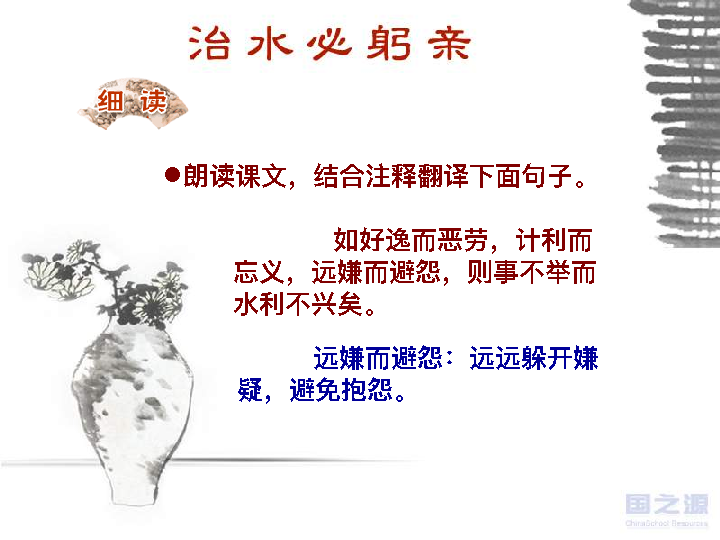 治水必躬亲
细 读
●朗读课文，结合注释翻译下面句子。
如好逸而恶劳，计利而
忘义，远嫌而避怨，则事不举而
水利不兴矣。
远嫌而避怨：远远躲开嫌
疑，避免抱怨。
国之源
ChinaSchool Resources